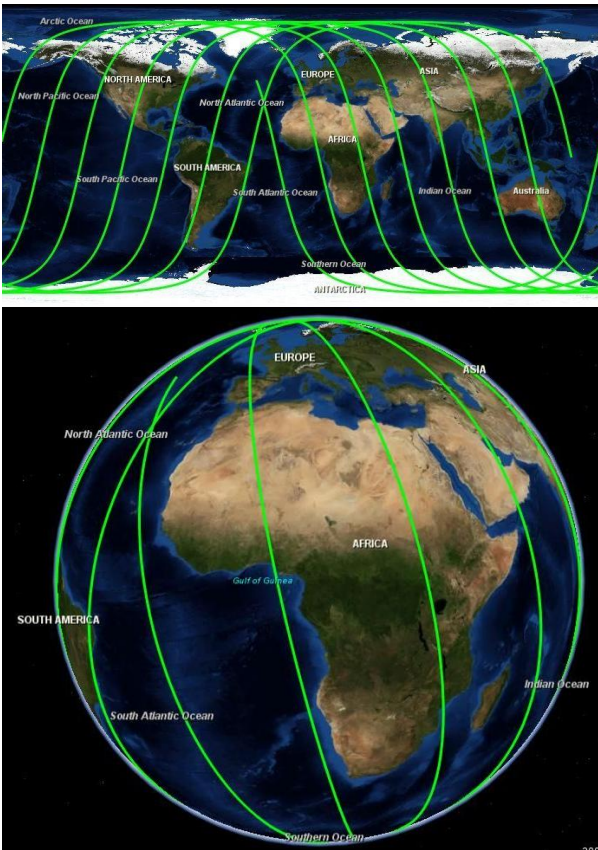 Arctic Ocean
NORTH AMERICA
EUROPE
ASIA
North Pacific Ocean
North Atlantic Ocean
AFRICA
SOUTH AMERICA
South Pacific Ocean
South Atlantic Ocean
Indian Ocean
Australia
Southern Ocean
ANTARCTICA
EUROPE
ASIA
North Atlantic Ocean
AFRICA
Gulf of Guinea
SOUTH AMERICA
Indian Ocean
South Atlantic Ocean
Southern Ocean